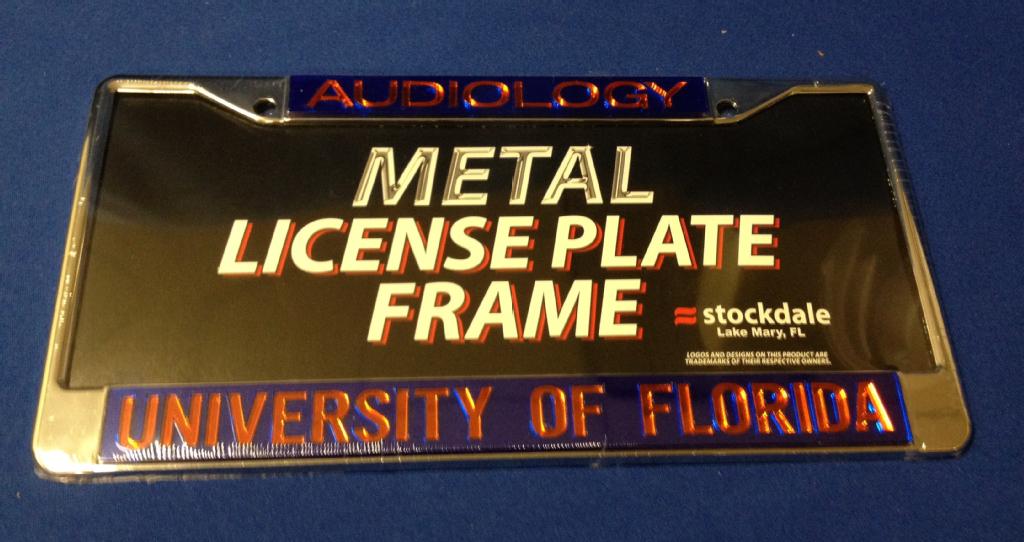 AUDIOLOGY
METAL
LICENSE PLATE
FRAME
stockdale
Lake Mary, FL
LOGOS AND DESIGNS ON THIS PRODUCT ARE
TRADEMARKS OF THEIR RESPECTIVE OWNERS.
UNIVERSITY OF FLORIDA